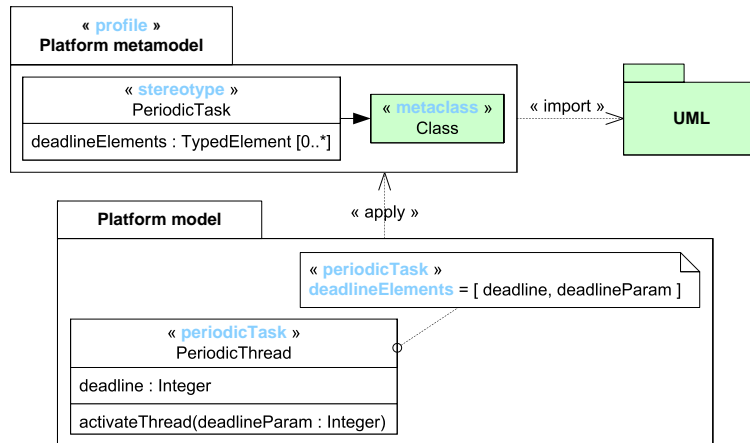 « profile »
Platform metamodel
« stereotype »
PeriodicTask
deadlineElements : TypedElement [0..*]
« metaclass »
Class
« import »
UML
« apply »
Platform model
« periodicTask »
deadlineElements = [ deadline, deadlineParam ]
« periodicTask »
PeriodicThread
deadline : Integer
activateThread(deadlineParam : Integer)